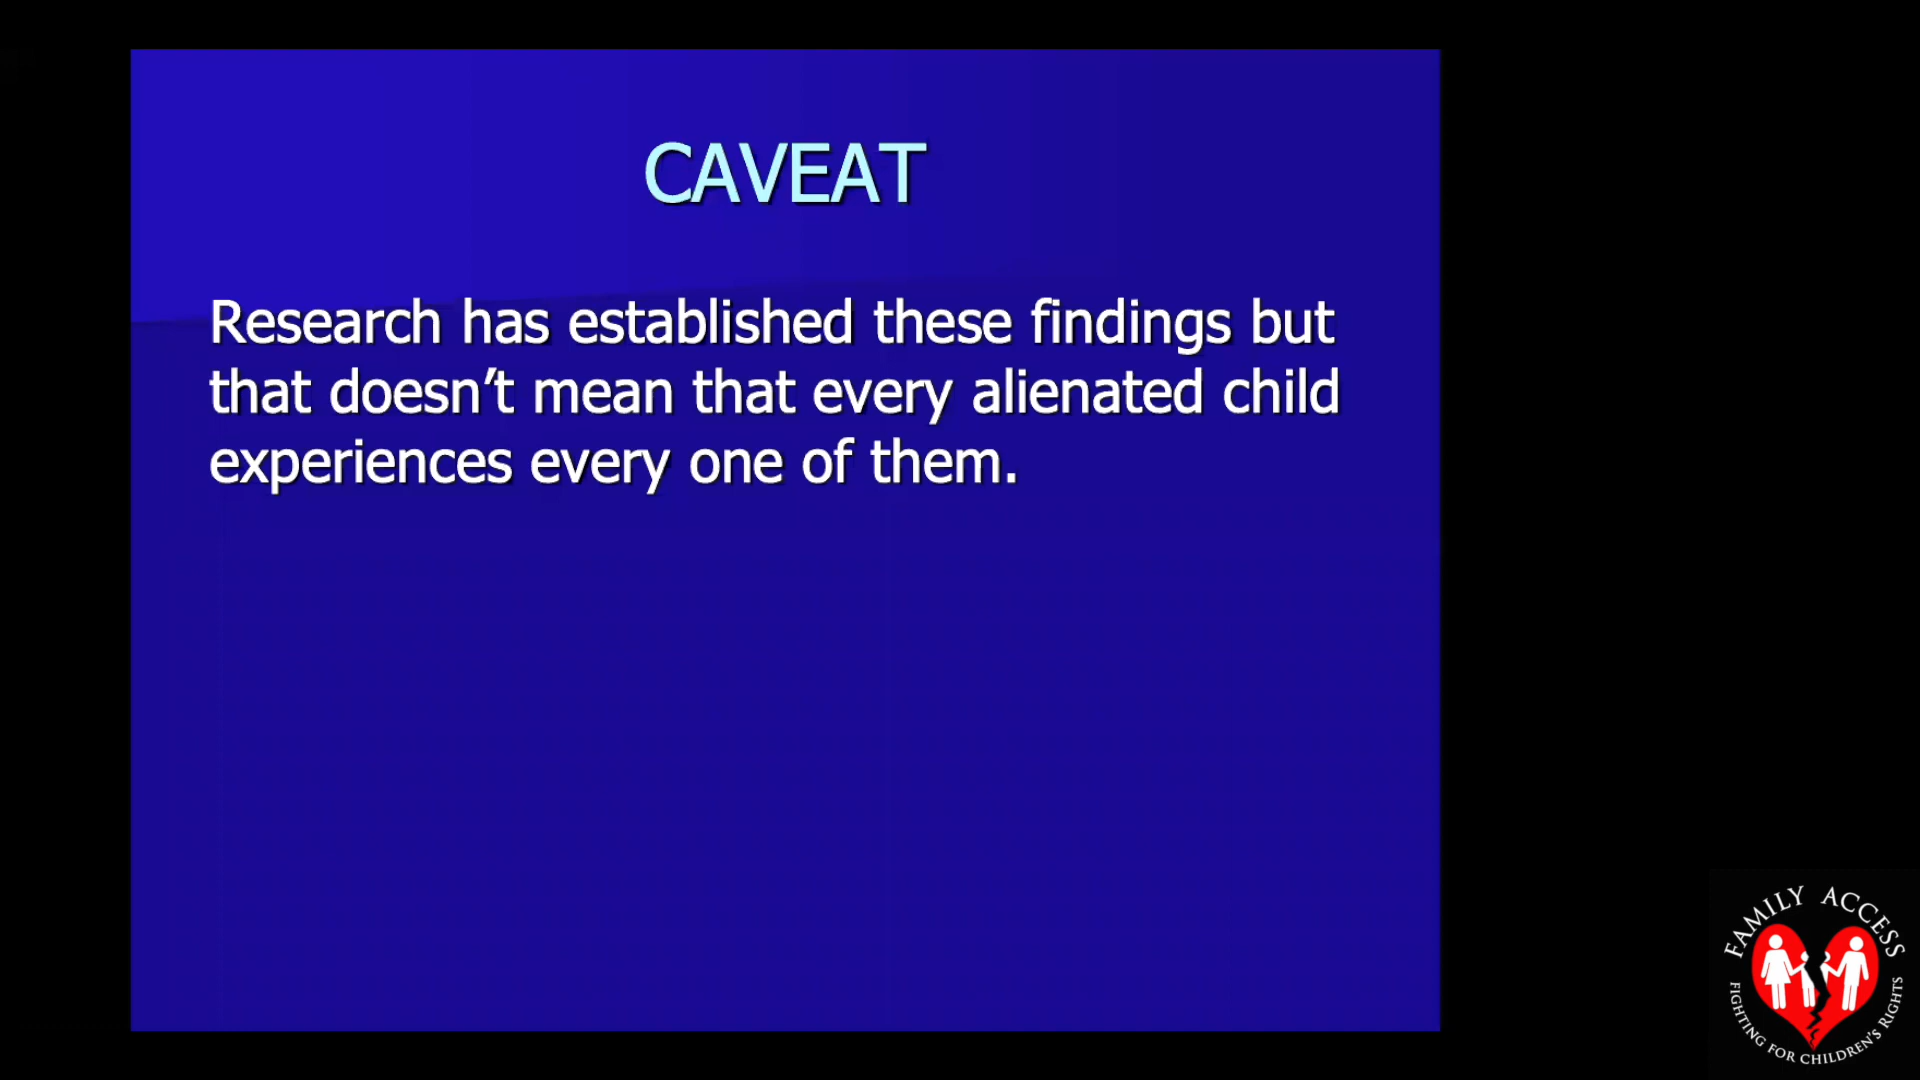 CAVEAT
Research has established these findings but
that doesn’t mean that every alienated child
experiences every one of them.
FAMILY ACCESS
FIGHTING FOR CHILDREN'S RIGHTS